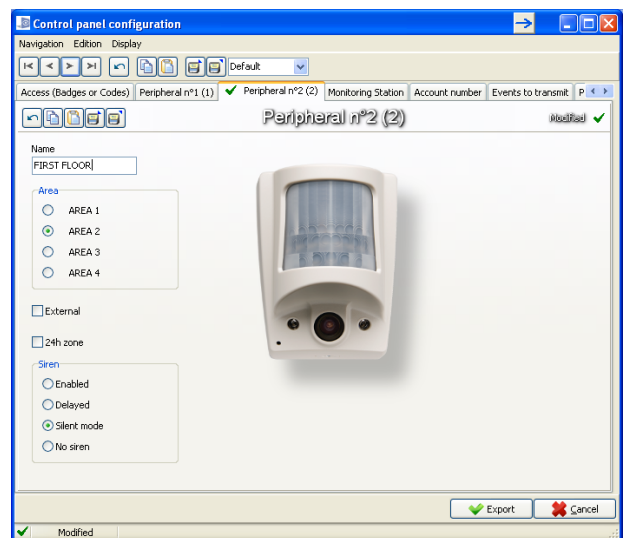 Control panel configuration
Navigation Edition Display
Default
Access (Badges or Codes) Peripheral n°1 (1) Peripheral n°2 (2) Monitoring Station Account number Events to transmit P
Peripheral n°2 (2)
Modified
Name
FIRST FLOOR
Area
AREA 1
AREA 2
AREA 3
AREA 4
External
24h zone
Siren
Enabled
Delayed
Silent mode
No siren
Export Cancel
Modified